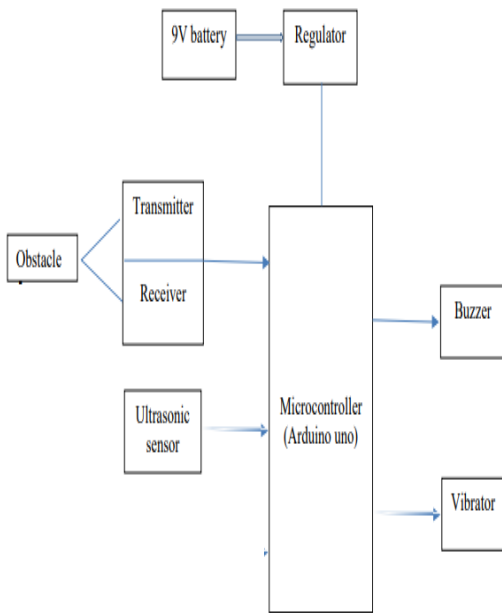 9V battery
Regulator
Transmitter
Obstacle
Receiver
Buzzer
Ultrasonic
sensor
Microcontroller
(Arduino uno)
Vibrator